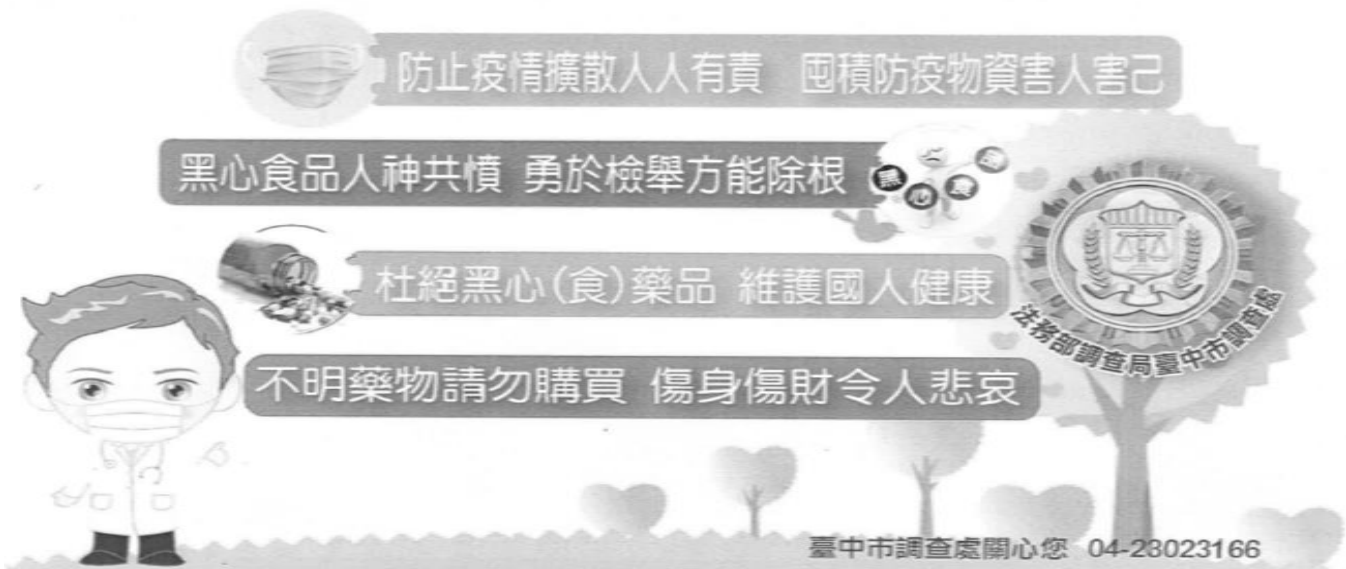 防止疫情擴散人人有責 囤積防疫物資害人害己
黑心食品人神共憤 勇於檢舉方能除根
黑心食
杜絕黑心(食)藥品 維護國人健康
法務部調查局臺中市調查處
不明藥物請勿購買 傷身傷財令人悲哀
臺中市調查處關心您 04-23023166